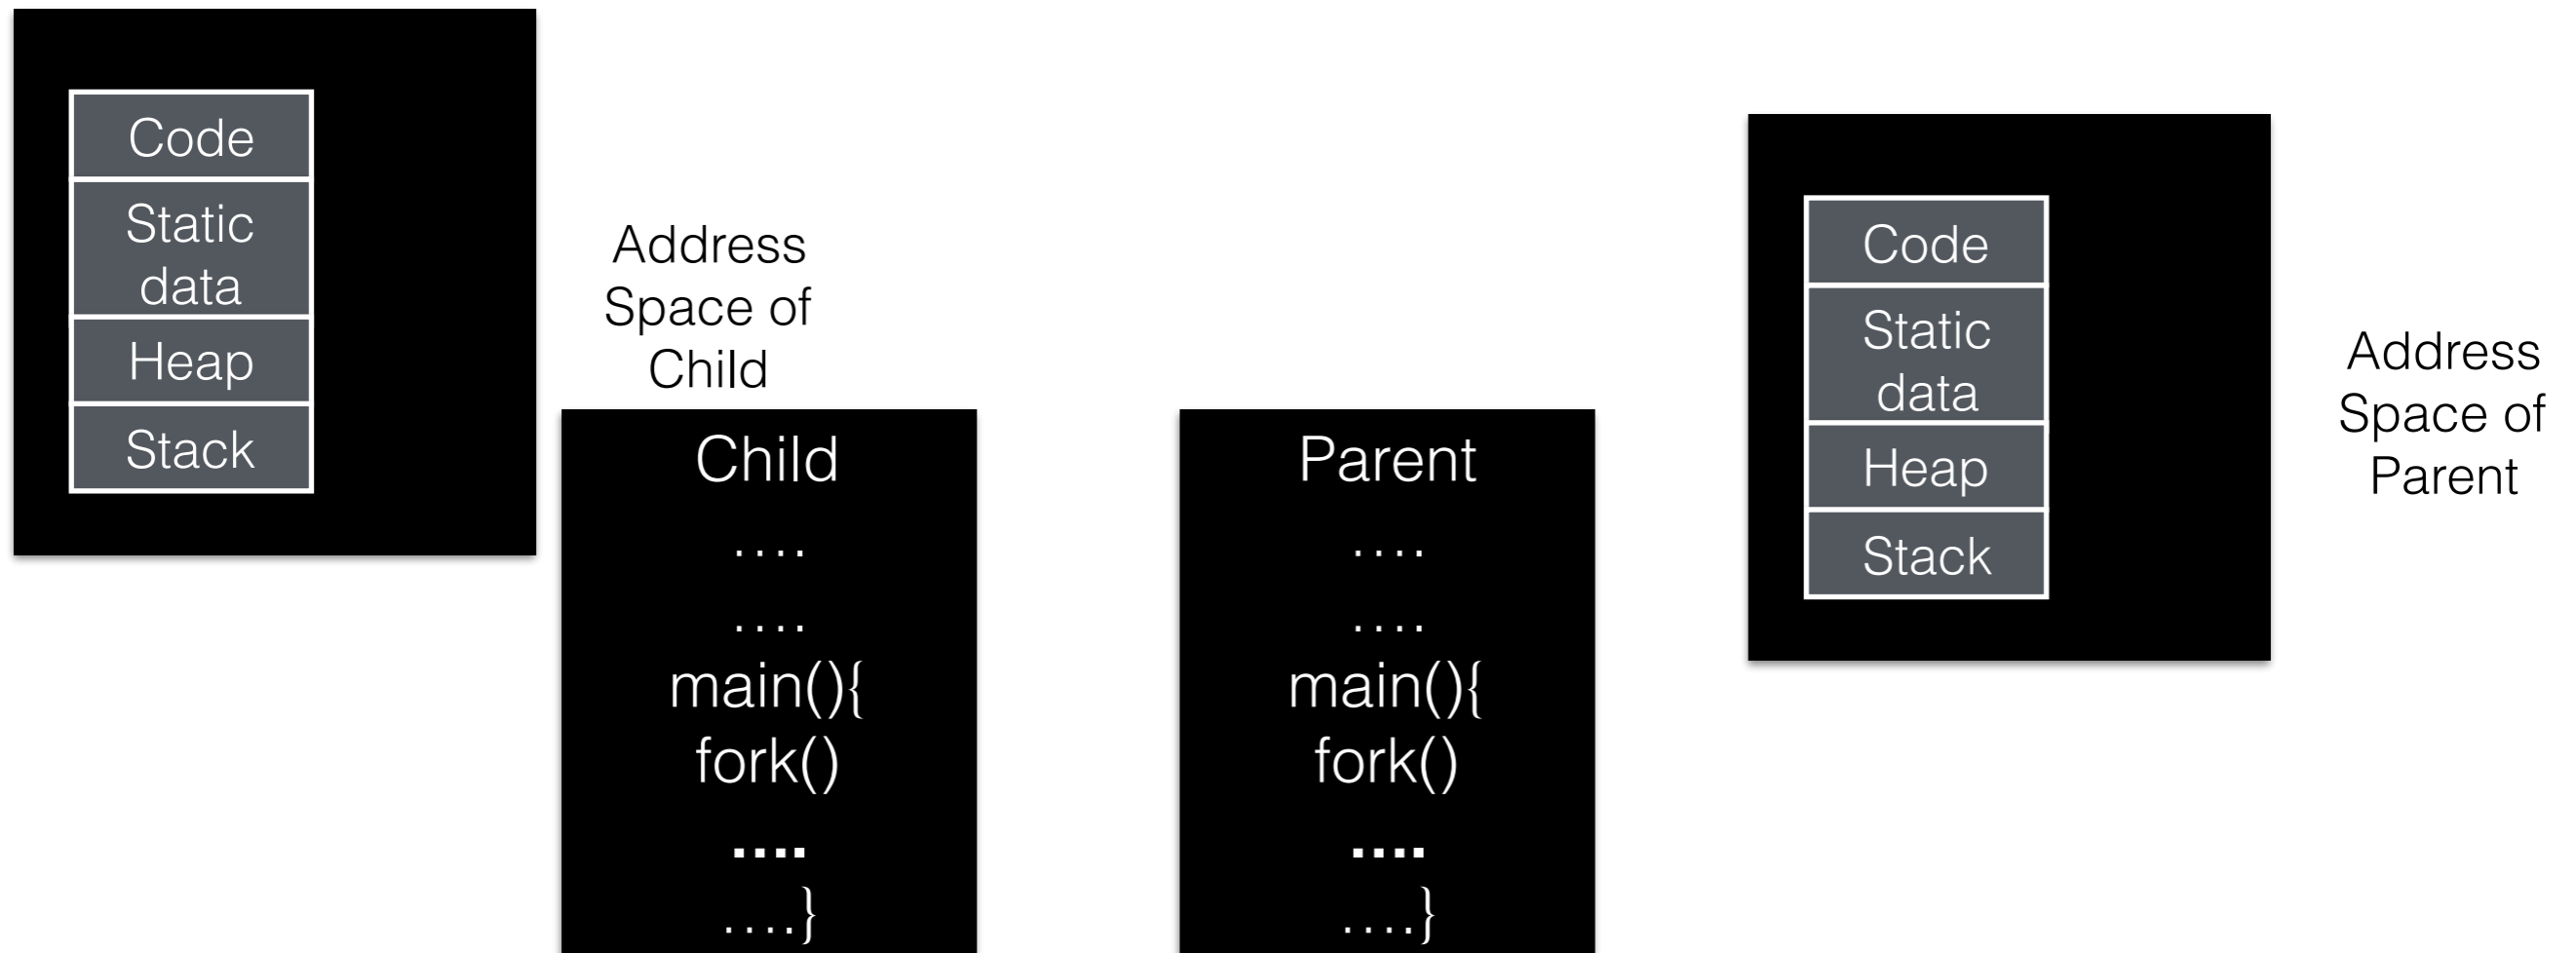 Code
Static
data
Heap
Stack
Address
Space of
Child
Child
....
....
main(){
fork()
....
....}
Parent
....
....
main(){
fork()
....
....}
Code
Static
data
Heap
Stack
Address
Space of
Parent